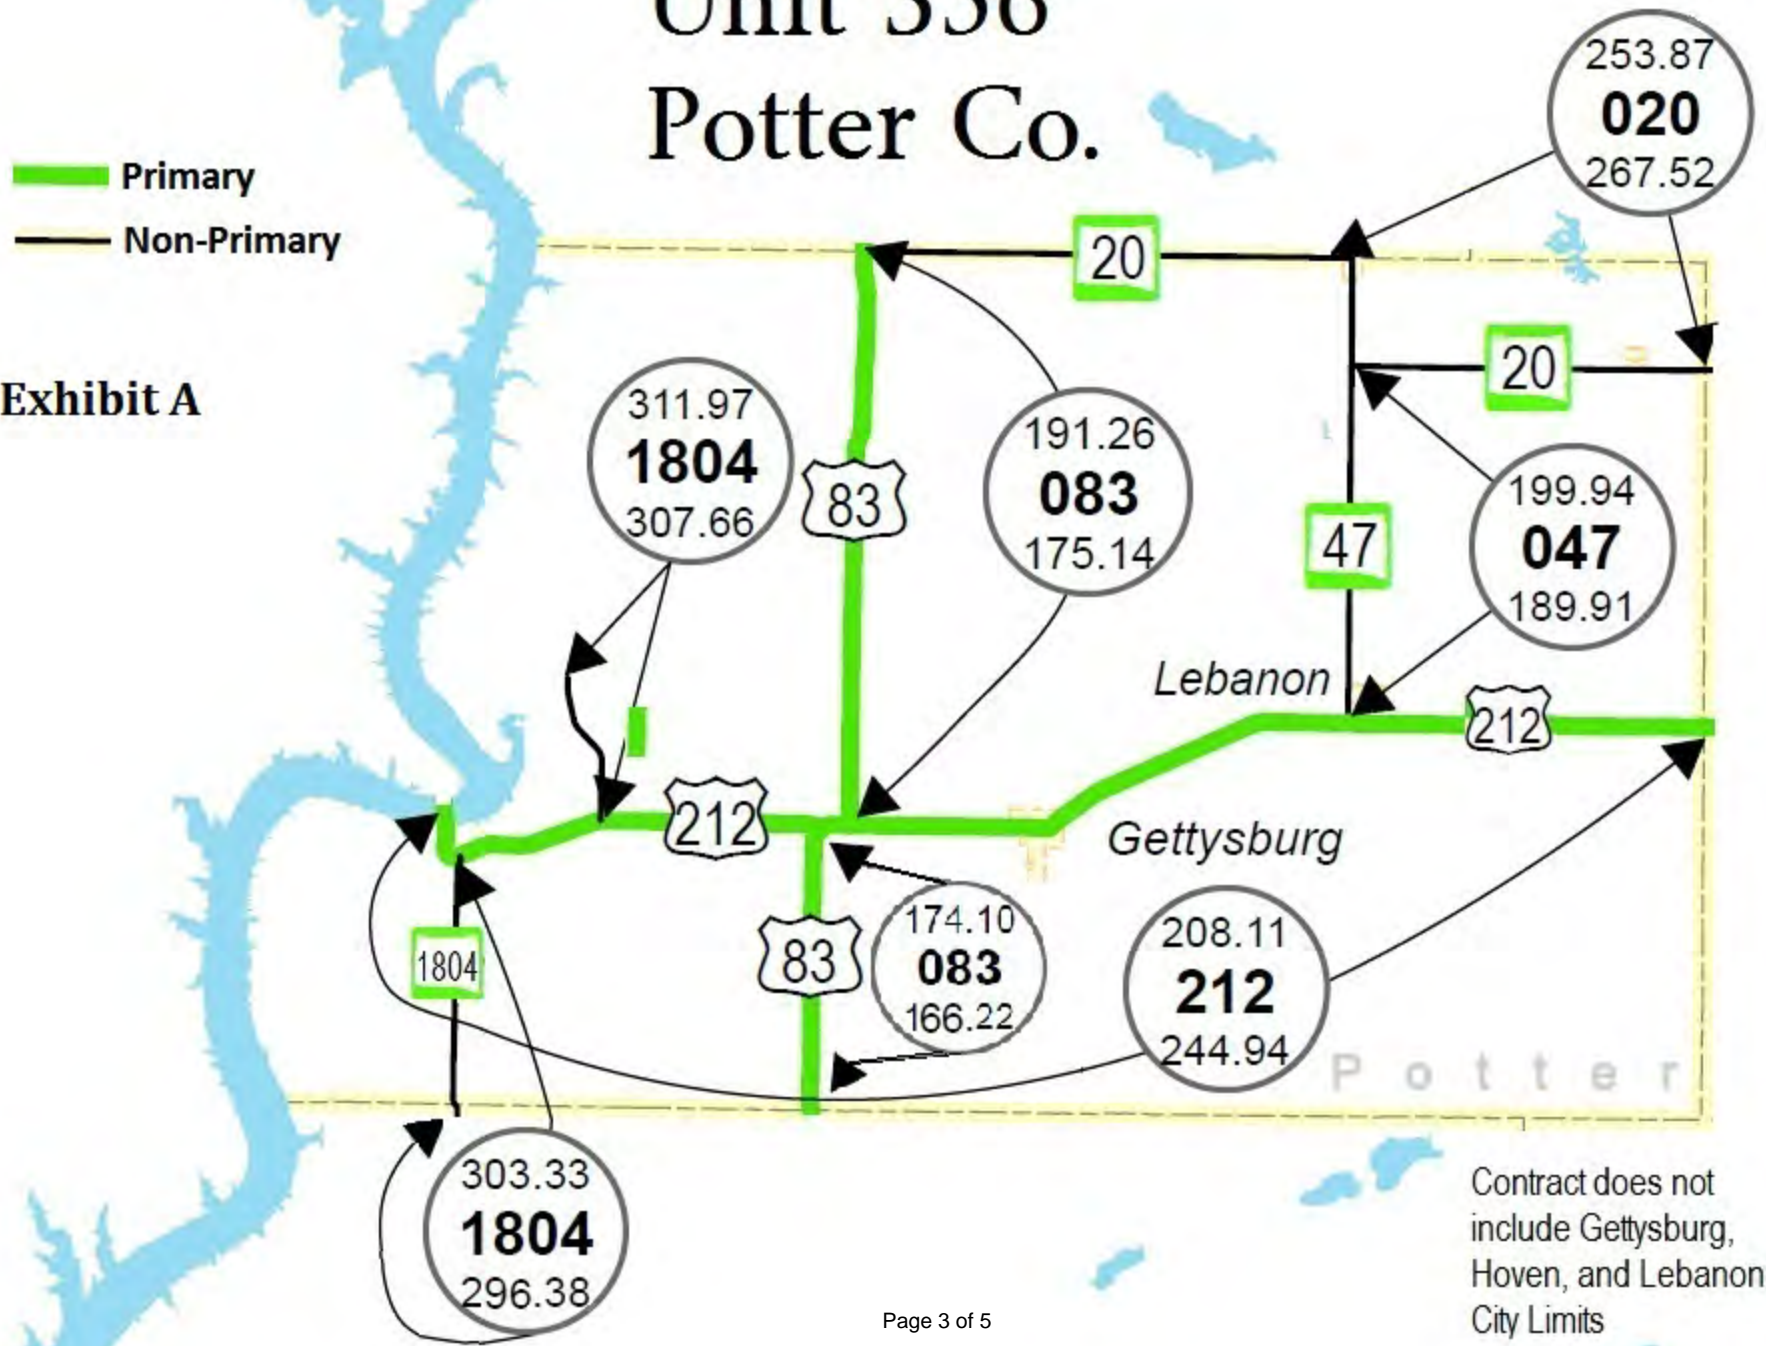 Unit 356
Potter Co.
Primary
Non-Primary
Exhibit A
253.87
020
267.52
20
20
311.97
1804
307.66
83
191.26
083
175.14
47
199.94
047
189.91
Lebanon
212
212
Gettysburg
1804
83
174.10
083
166.22
208.11
212
244.94
Potter
303.33
1804
296.38
Contract does not
include Gettysburg,
Hoven, and Lebanon
City Limits
Page 3 of 5